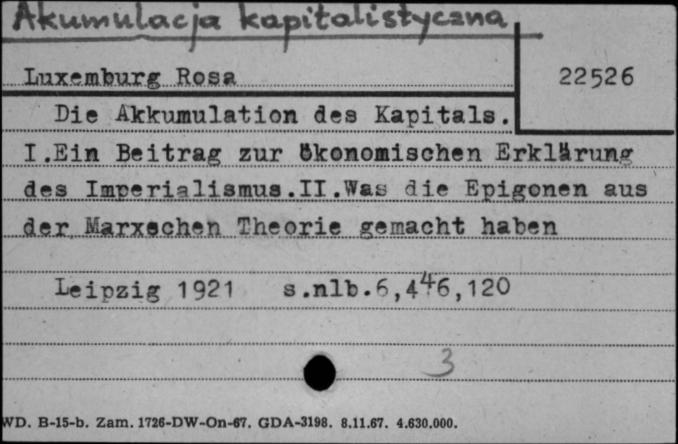 Akumulacja kapitalistyczna
Luxemburg Rosa
22526
Die Akkumulation des Kapitals.
I.Ein Beitrag zur ökonomischen Erklärung
des Imperialismus.II.Was die Epigonen aus
der Marxschen Theorie gemacht haben
Leipzig 1921 s.nlb.6,446,120
3
WD. B-15-b. Zam. 1726-DW-On-67. GDA-3198. 8.11.67. 4.630.000.